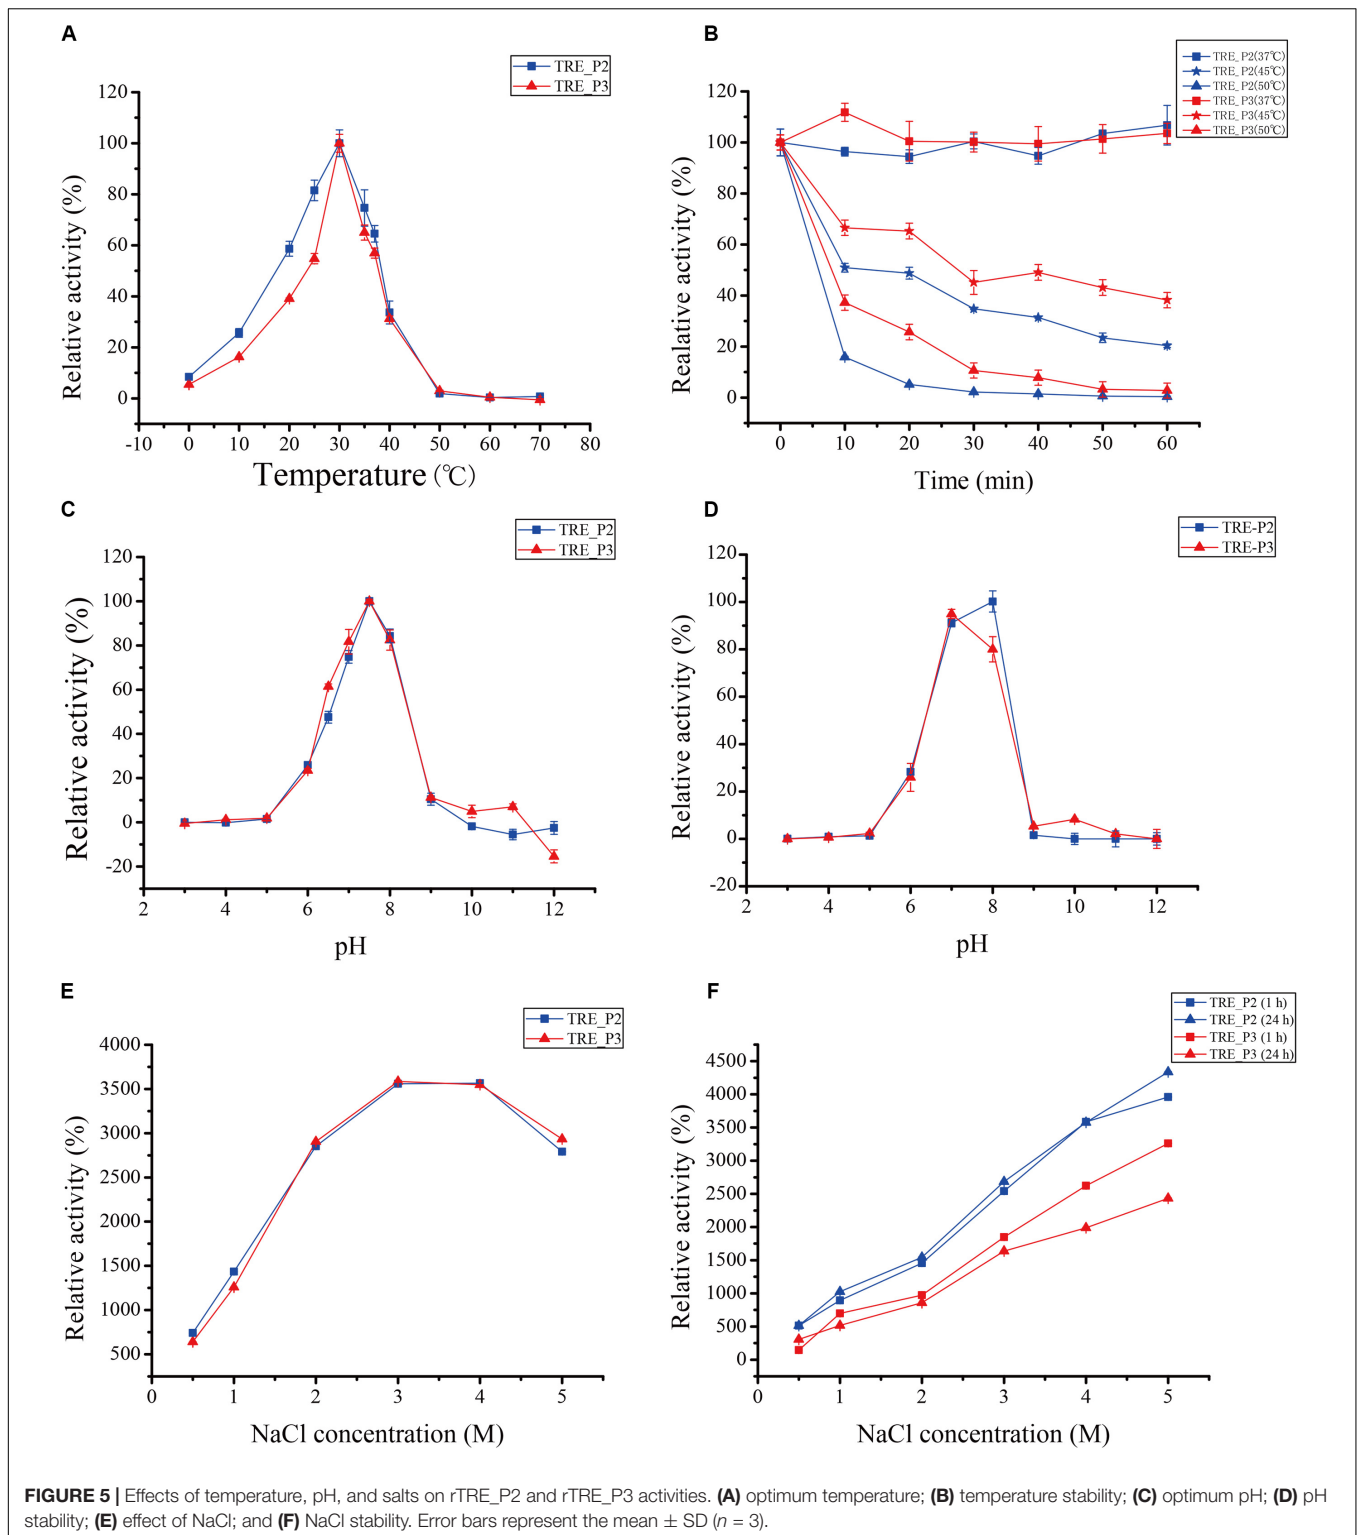 A
TRE_P2
TRE_P3
120
100
80
60
40
20
0
Relative activity (%)
-10 0 10 20 30 40 50 60 70 80
Temperature (℃)
B
TRE_P2(37℃)
TRE_P2(45℃)
TRE_P2(50℃)
TRE_P3(37℃)
TRE_P3(45℃)
TRE_P3(50℃)
120
100
80
60
40
20
0
Realative activity (%)
0 10 20 30 40 50 60
Time (min)
C
TRE_P2
TRE_P3
120
100
80
60
40
20
0
-20
Relative activity (%)
2 4 6 8 10 12
pH
D
TRE-P2
TRE-P3
120
100
80
60
40
20
0
-20
Relative activity (%)
2 4 6 8 10 12
pH
E
TRE_P2
TRE_P3
4000
3500
3000
2500
2000
1500
1000
500
Relative activity (%)
0 1 2 3 4 5
NaCl concentration (M)
F
TRE_P2 (1 h)
TRE_P2 (24 h)
TRE_P3 (1 h)
TRE_P3 (24 h)
4500
4000
3500
3000
2500
2000
1500
1000
500
0
Relative activity (%)
0 1 2 3 4 5
NaCl concentration (M)
FIGURE 5 | Effects of temperature, pH, and salts on rTRE_P2 and rTRE_P3 activities. (A) optimum temperature; (B) temperature stability; (C) optimum pH; (D) pH
stability; (E) effect of NaCl; and (F) NaCl stability. Error bars represent the mean ± SD (n = 3).